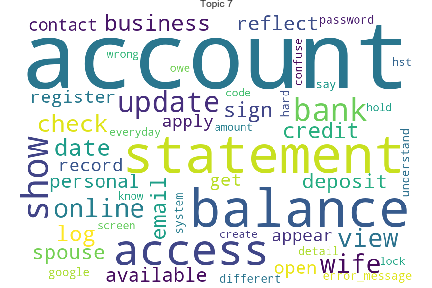 Topic 7
contact business reflect password
wrong confuse
account
owe code say hst
register update sign hard bank hold
check apply amount credit
everyday
show date statement understand
record
personal email get deposit
online know system balance
screen
log access create appear view
spouse detail wife lock
google available different open error_message